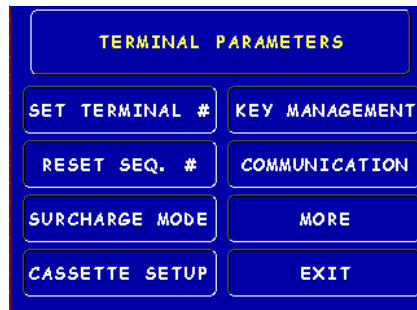 TERMINAL PARAMETERS
SET TERMINAL # KEY MANAGEMENT
RESET SEQ. # COMMUNICATION
SURCHARGE MODE MORE
CASSETTE SETUP EXIT